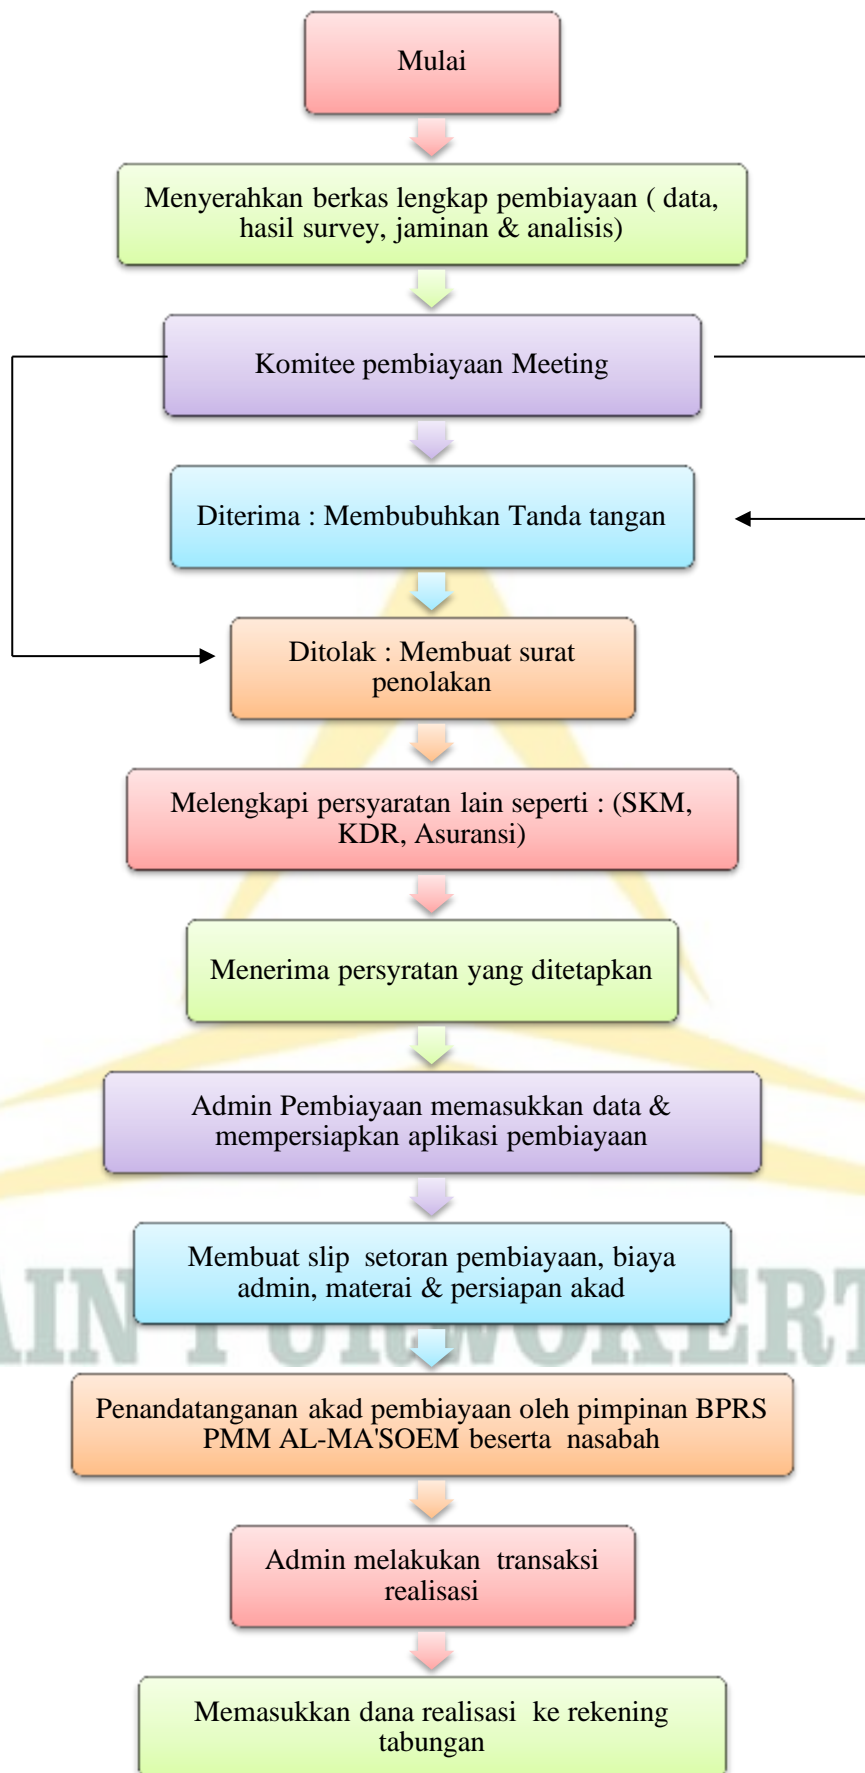 Mulai
Menyerahkan berkas lengkap pembiayaan ( data,
hasil survey, jaminan & analisis)
Komitee pembiayaan Meeting
Diterima : Membubuhkan Tanda tangan
Ditolak : Membuat surat
penolakan
Melengkapi persyaratan lain seperti : (SKM,
KDR, Asuransi)
Menerima persyratan yang ditetapkan
Admin Pembiayaan memasukkan data &
mempersiapkan aplikasi pembiayaan
Membuat slip  setoran pembiayaan, biaya
admin, materai & persiapan akad
AIN PURWOKERT
Penandatanganan akad pembiayaan oleh pimpinan BPRS
PMM AL-MA'SOEM beserta  nasabah
Admin melakukan  transaksi
realisasi
Memasukkan dana realisasi  ke rekening
tabungan